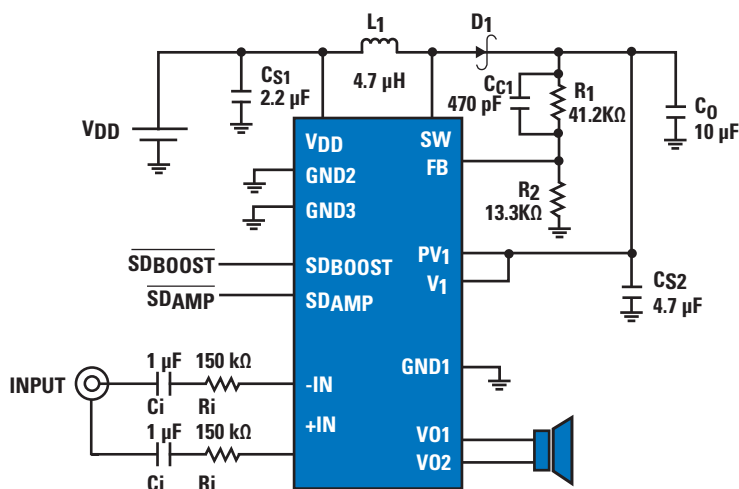 L1
D1
CS1
2.2 µF
4.7 µH
CC1
470 pF
R1
41.2KΩ
CO
10 µF
VDD
VDD
SW
GND2
FB
GND3
R2
13.3KΩ
SDBOOST
SDBOOST
PV1
V1
SDAMP
SDAMP
CS2
4.7 µF
1 µF
150 kΩ
INPUT
-IN
GND1
Ci
Ri
1 µF
150 kΩ
+IN
VO1
VO2
Ci
Ri